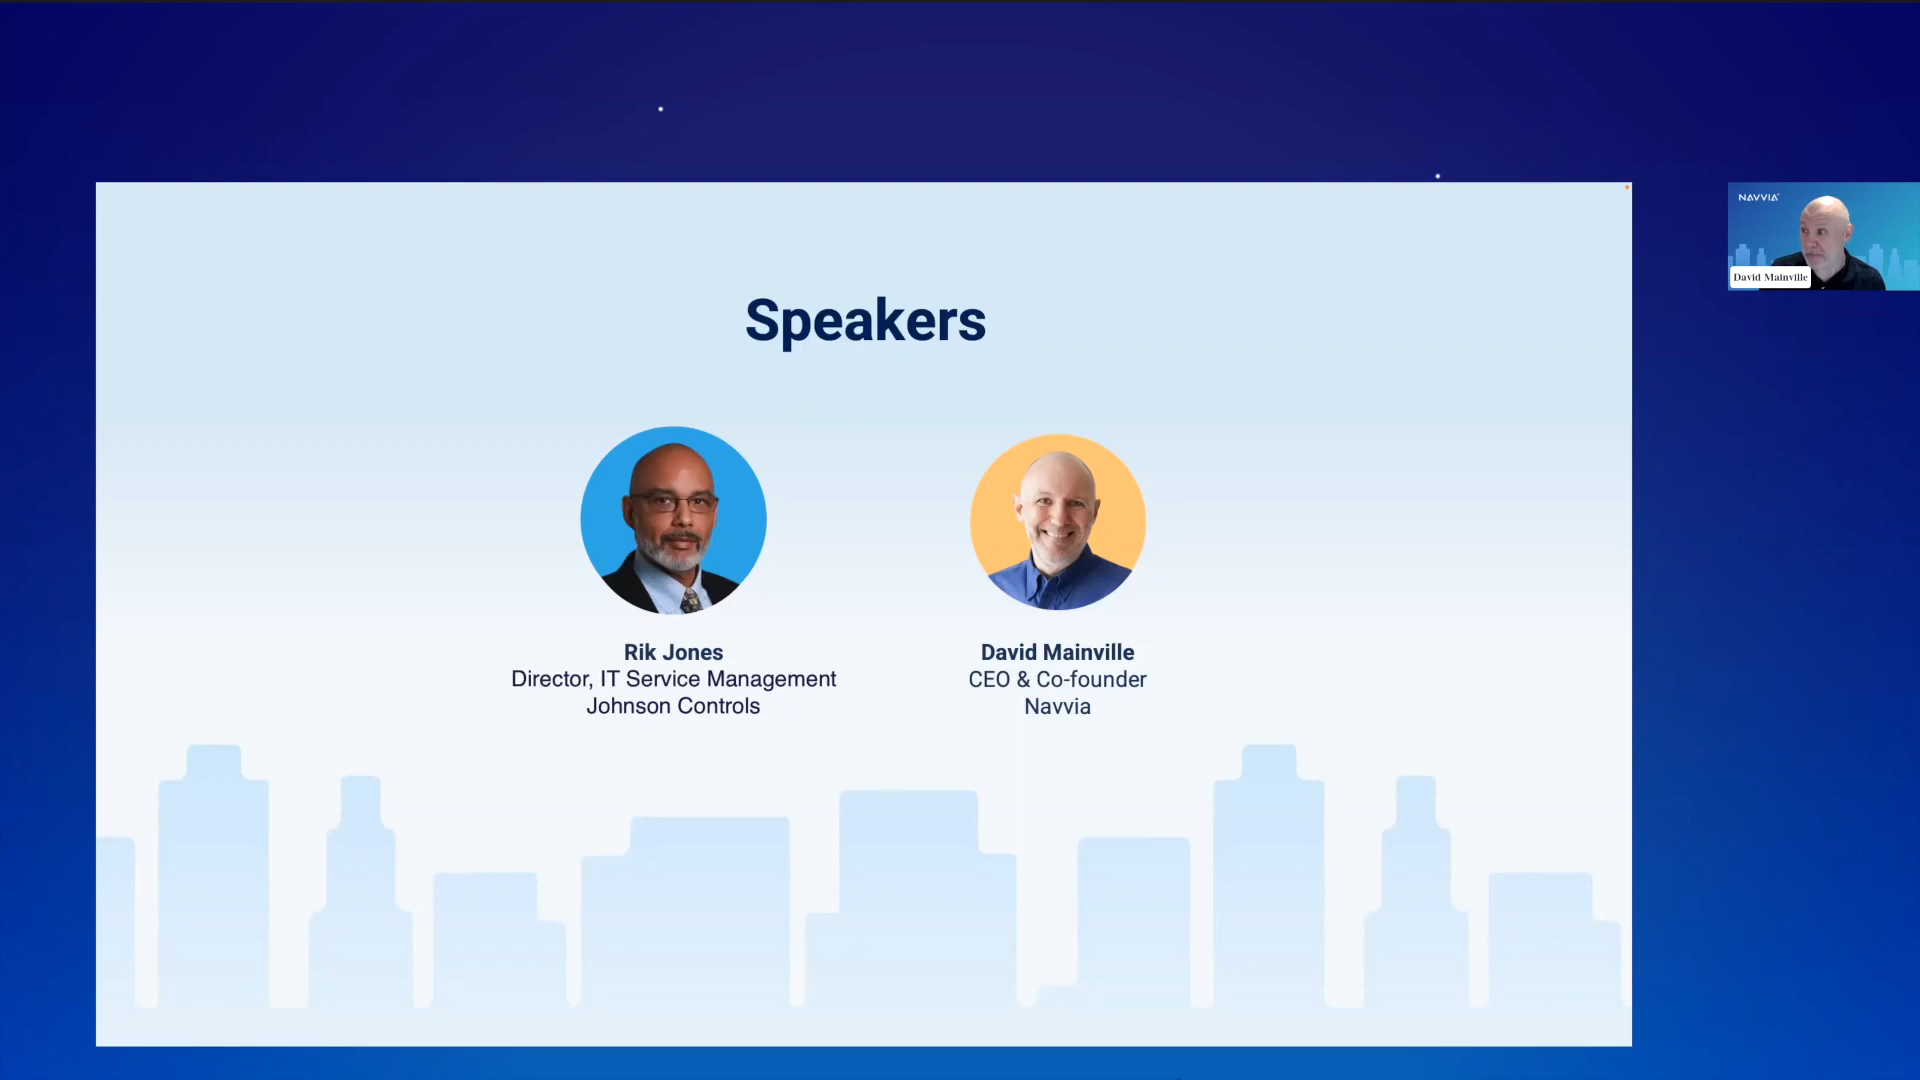 NAVVIA
David Mainville
Speakers
Rik Jones
Director, IT Service Management
Johnson Controls
David Mainville
CEO & Co-founder
Navvia